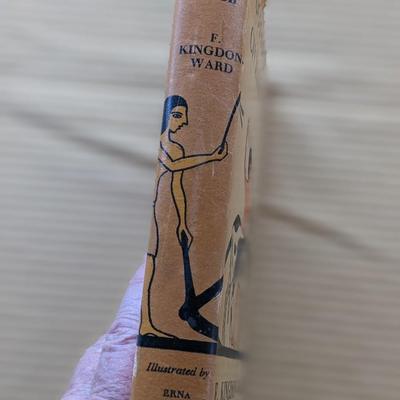 F.
KINGDON
WARD
Illustrated by
ERNA